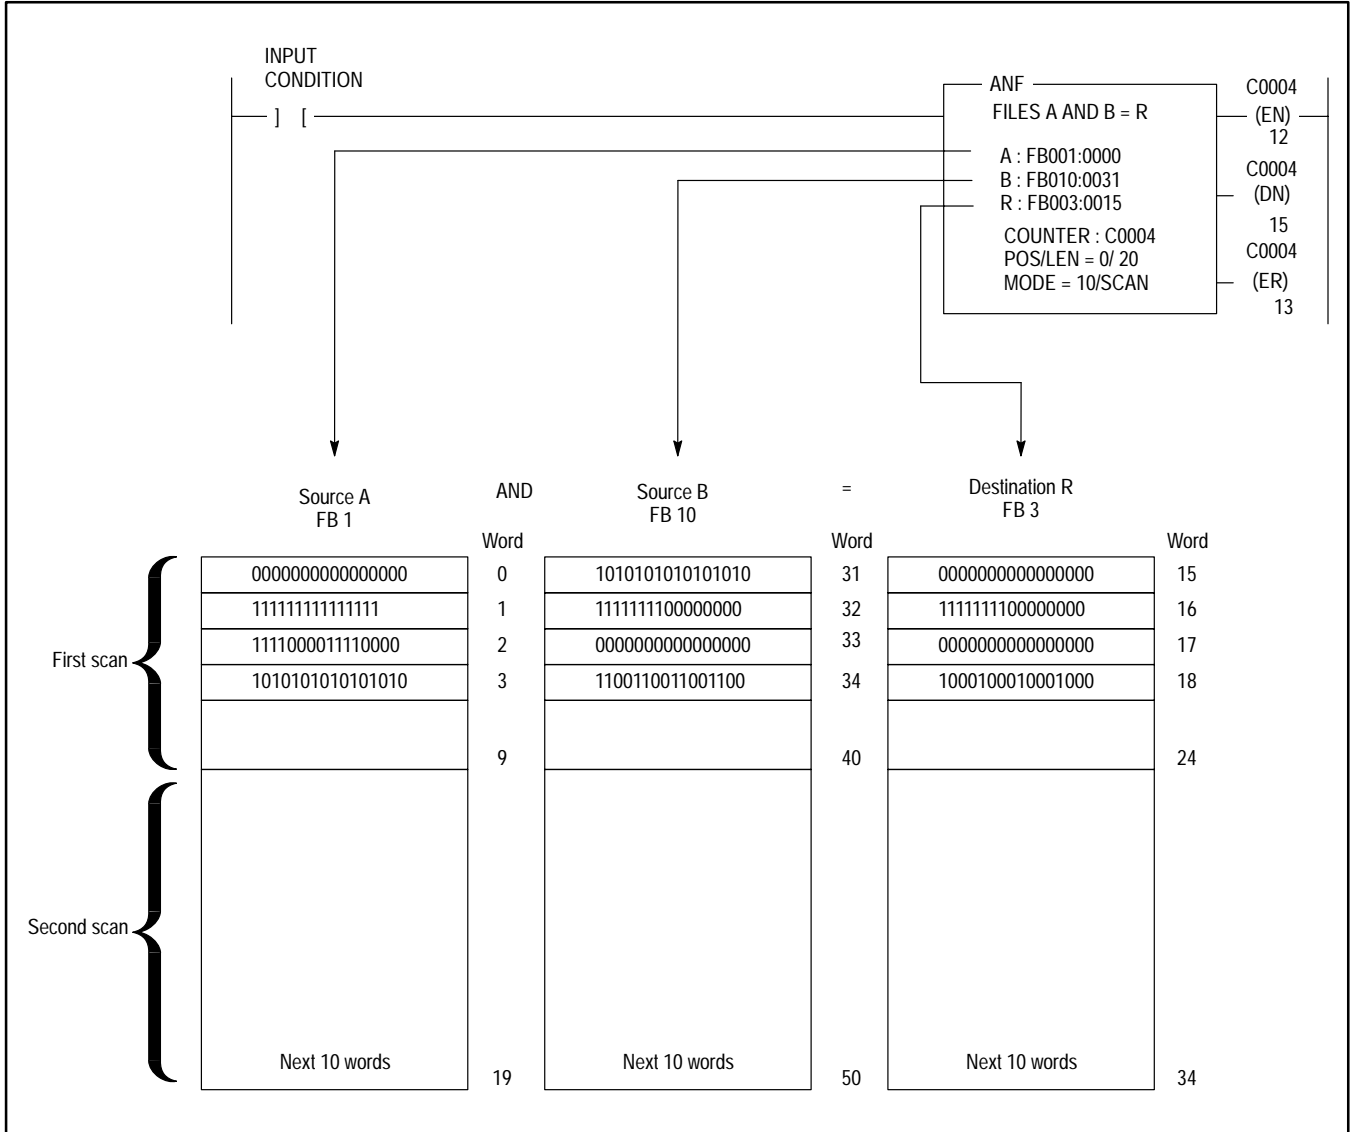 INPUT
CONDITION
] [
ANF
FILES A AND B = R
A : FB001:0000
B : FB010:0031
R : FB003:0015
COUNTER : C0004
POS/LEN = 0/ 20
MODE = 10/SCAN
C0004
(EN)
12
C0004
(DN)
15
C0004
(ER)
13
Source A
FB 1
AND
Source B
FB 10
=
Destination R
FB 3
Word Word Word
0000000000000000 0 1010101010101010 31 0000000000000000 15
111111111111111 1 1111111100000000 32 1111111100000000 16
1111000011110000 2 0000000000000000 33 0000000000000000 17
1010101010101010 3 1100110011001100 34 1000100010001000 18
First scan
9 40 24
Second scan
Next 10 words 19 Next 10 words 50 Next 10 words 34